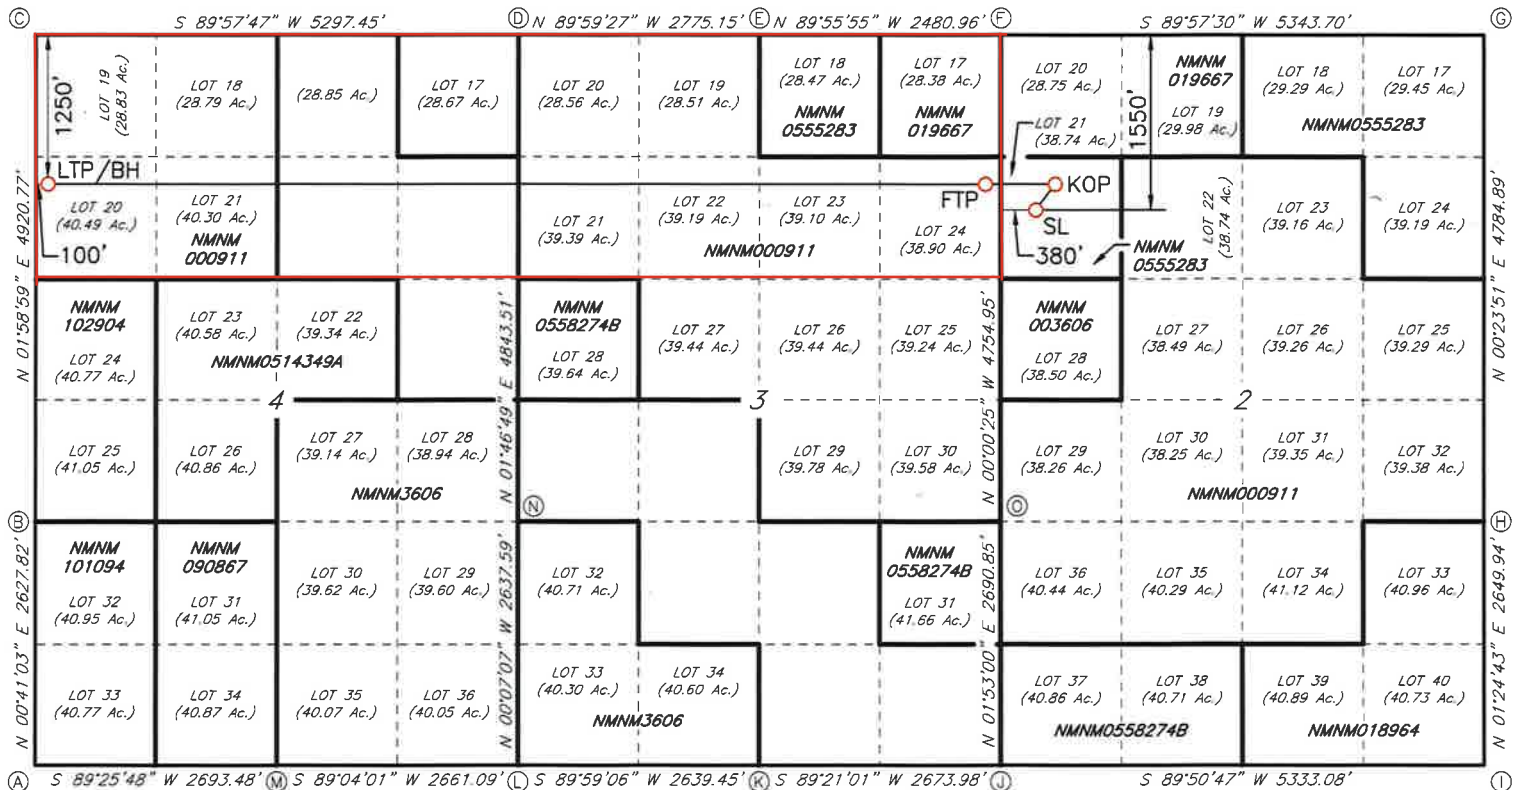 C S 89°57'47" W 5297.45' D N 89°59'27" W 2775.15' E N 89°55'55" W 2480.96' F S 89°57'30" W 5343.70' G
1250'
LOT 19
(28.83 Ac.)
LOT 18
(28.79 Ac.)
(28.85 Ac.)
LOT 17
(28.67 Ac.)
LOT 20
(28.56 Ac.)
LOT 19
(28.51 Ac.)
LOT 18
(28.47 Ac.)
NMNM
0555283
LOT 17
(28.38 Ac.)
NMNM
019667
LOT 20
(28.75 Ac.)
LOT 21
(38.74 Ac.)
1550'
NMNM
019667
LOT 19
(29.98 Ac.)
LOT 18
(29.29 Ac.)
LOT 17
(29.45 Ac.)
NMNM0555283
N 01°58'59" E 4920.77'
LTP/BH
LOT 20
(40.49 Ac.)
100'
LOT 21
(40.30 Ac.)
NMNM
000911
LOT 21
(39.39 Ac.)
LOT 22
(39.19 Ac.)
LOT 23
(39.10 Ac.)
NMNM000911
FTP
LOT 24
(38.90 Ac.)
KOP
SL
380'
NMNM
0555283
LOT 22
(38.74 Ac.)
LOT 23
(39.16 Ac.)
LOT 24
(39.19 Ac.)
N 00°23'51" E 4784.89'
NMNM
102904
LOT 24
(40.77 Ac.)
LOT 23
(40.58 Ac.)
LOT 22
(39.34 Ac.)
NMNM0514349A
N 01°46'49" E 4843.51'
NMNM
0558274B
LOT 28
(39.64 Ac.)
LOT 27
(39.44 Ac.)
LOT 26
(39.44 Ac.)
LOT 25
(39.24 Ac.)
N 00°00'25" W 4754.95'
NMNM
003606
LOT 28
(38.50 Ac.)
LOT 27
(38.49 Ac.)
LOT 26
(39.26 Ac.)
LOT 25
(39.29 Ac.)
4
3
2
LOT 25
(41.05 Ac.)
LOT 26
(40.86 Ac.)
LOT 27
(39.14 Ac.)
LOT 28
(38.94 Ac.)
NMNM3606
LOT 29
(39.78 Ac.)
LOT 30
(39.58 Ac.)
LOT 29
(38.26 Ac.)
LOT 30
(38.25 Ac.)
LOT 31
(39.35 Ac.)
LOT 32
(39.38 Ac.)
NMNM000911
B
N
O
H
N 00°41'03" E 2627.82'
NMNM
101094
LOT 32
(40.95 Ac.)
NMNM
090867
LOT 31
(41.05 Ac.)
LOT 30
(39.62 Ac.)
LOT 29
(39.60 Ac.)
N 00°07'07" W 2637.59'
LOT 32
(40.71 Ac.)
NMNM
0558274B
LOT 31
(41.66 Ac.)
N 01°53'00" E 2690.85'
LOT 36
(40.44 Ac.)
LOT 35
(40.29 Ac.)
LOT 34
(41.12 Ac.)
LOT 33
(40.96 Ac.)
N 01°24'43" E 2649.94'
LOT 33
(40.77 Ac.)
LOT 34
(40.87 Ac.)
LOT 35
(40.07 Ac.)
LOT 36
(40.05 Ac.)
LOT 33
(40.30 Ac.)
LOT 34
(40.60 Ac.)
NMNM3606
LOT 37
(40.86 Ac.)
LOT 38
(40.71 Ac.)
NMNM0558274B
LOT 39
(40.89 Ac.)
LOT 40
(40.73 Ac.)
NMNM018964
A S 89°25'48" W 2693.48' M S 89°04'01" W 2661.09' L S 89°59'06" W 2639.45' K S 89°21'01" W 2673.98' J S 89°50'47" W 5333.08' I